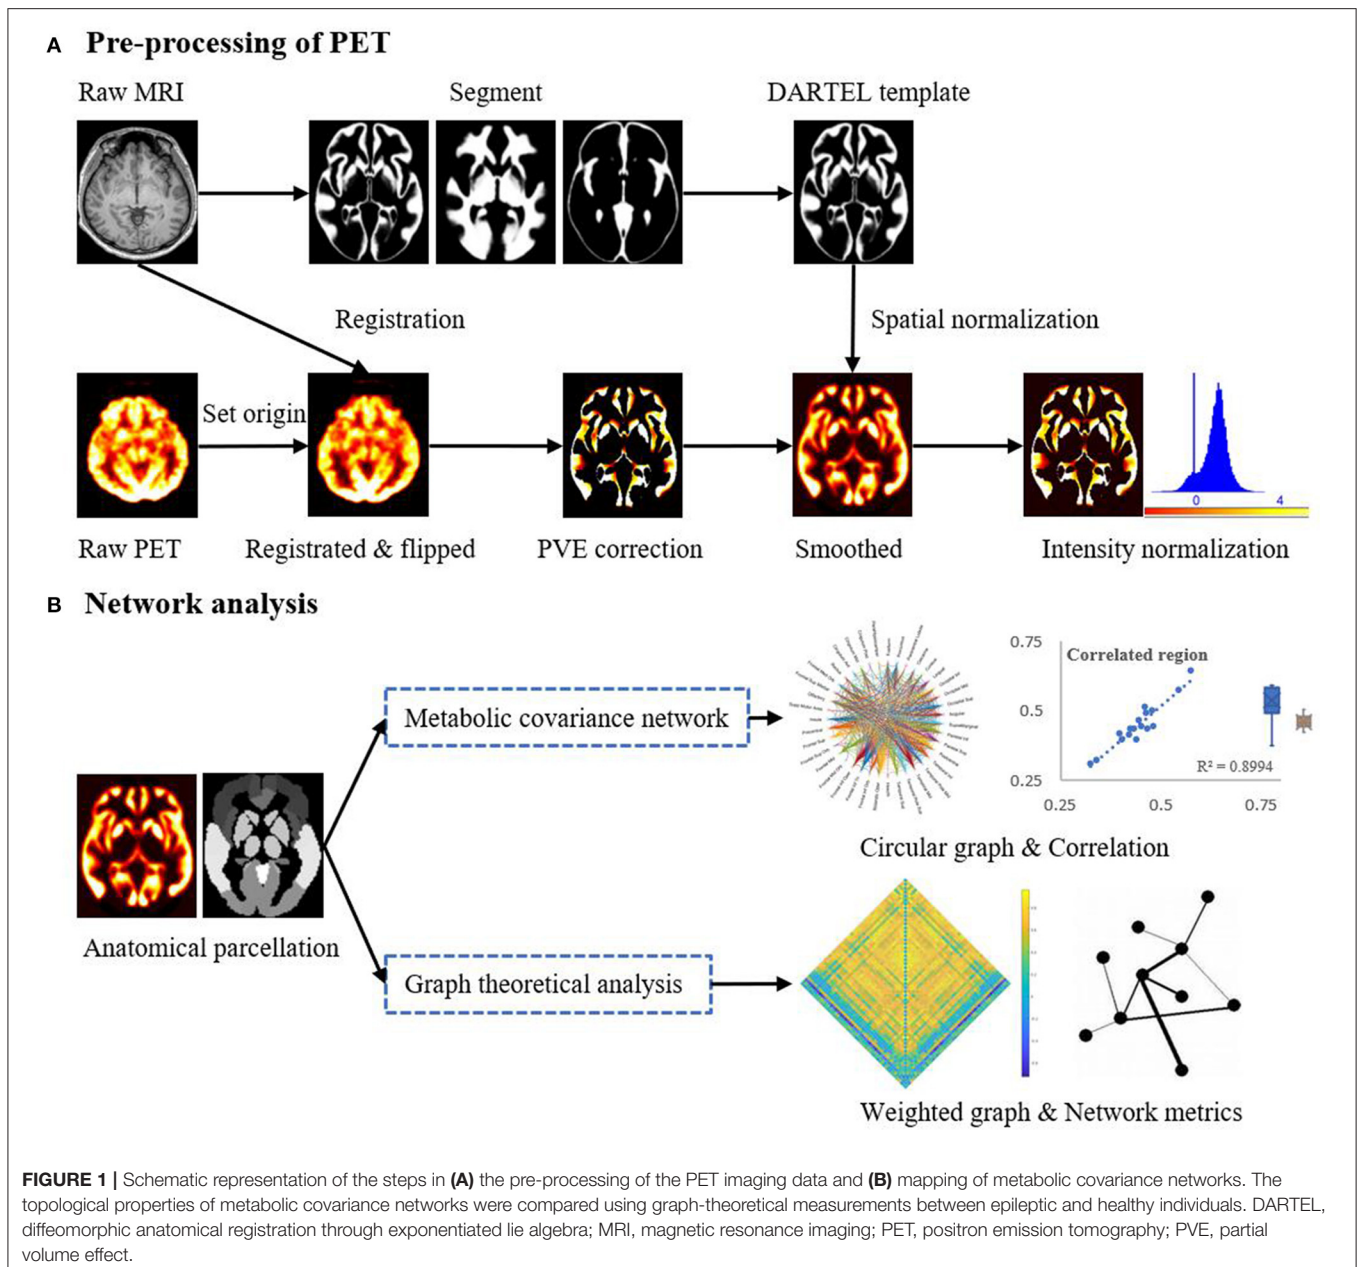 A Pre-processing of PET
Raw MRI
Segment
DARTEL template
Registration
Spatial normalization
Set origin
0
4
Raw PET
Registrated & flipped
PVE correction
Smoothed
Intensity normalization
B Network analysis
Metabolic covariance network
0.75
0.5
0.25
Correlated region
R² = 0.8994
0.25
0.5
0.75
Circular graph & Correlation
Anatomical parcellation
Graph theoretical analysis
Weighted graph & Network metrics
FIGURE 1 | Schematic representation of the steps in (A) the pre-processing of the PET imaging data and (B) mapping of metabolic covariance networks. The
topological properties of metabolic covariance networks were compared using graph-theoretical measurements between epileptic and healthy individuals. DARTEL,
diffeomorphic anatomical registration through exponentiated lie algebra; MRI, magnetic resonance imaging; PET, positron emission tomography; PVE, partial
volume effect.